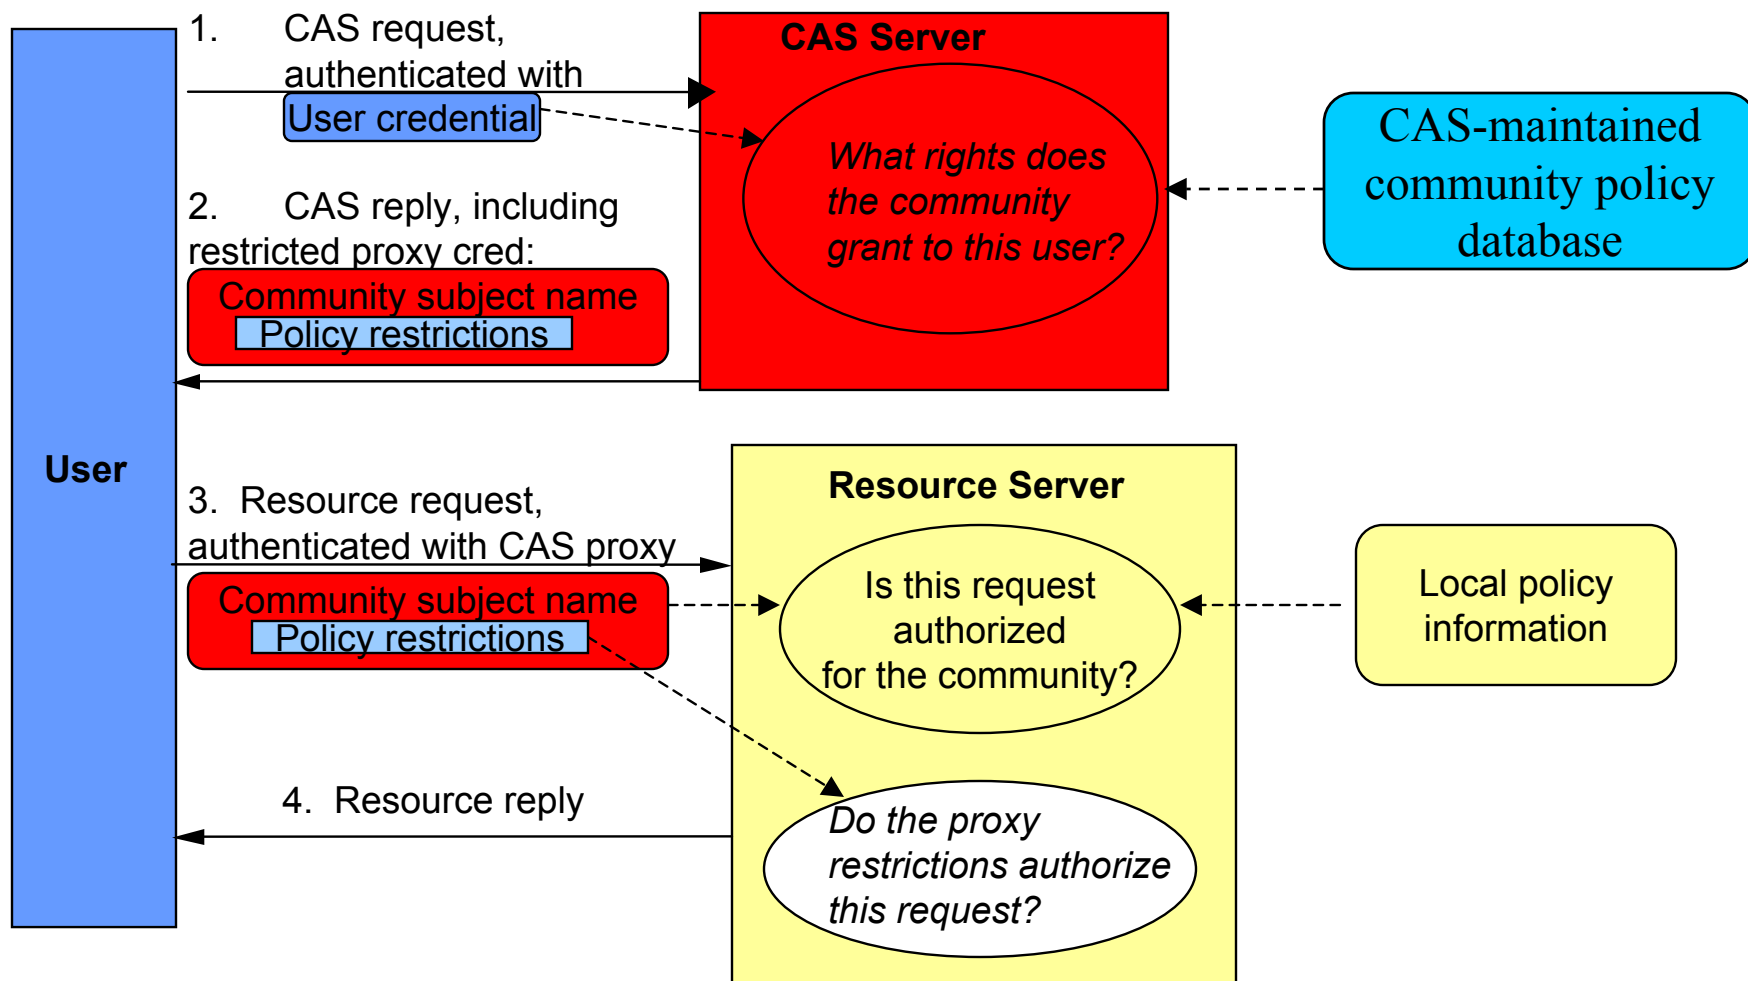 1. CAS request,
authenticated with
User credential
CAS Server
What rights does
the community
grant to this user?
CAS-maintained
community policy
database
2. CAS reply, including
restricted proxy cred:
Community subject name
Policy restrictions
User
3. Resource request,
authenticated with CAS proxy
Community subject name
Policy restrictions
Resource Server
Is this request
authorized
for the community?
Local policy
information
4. Resource reply
Do the proxy
restrictions authorize
this request?